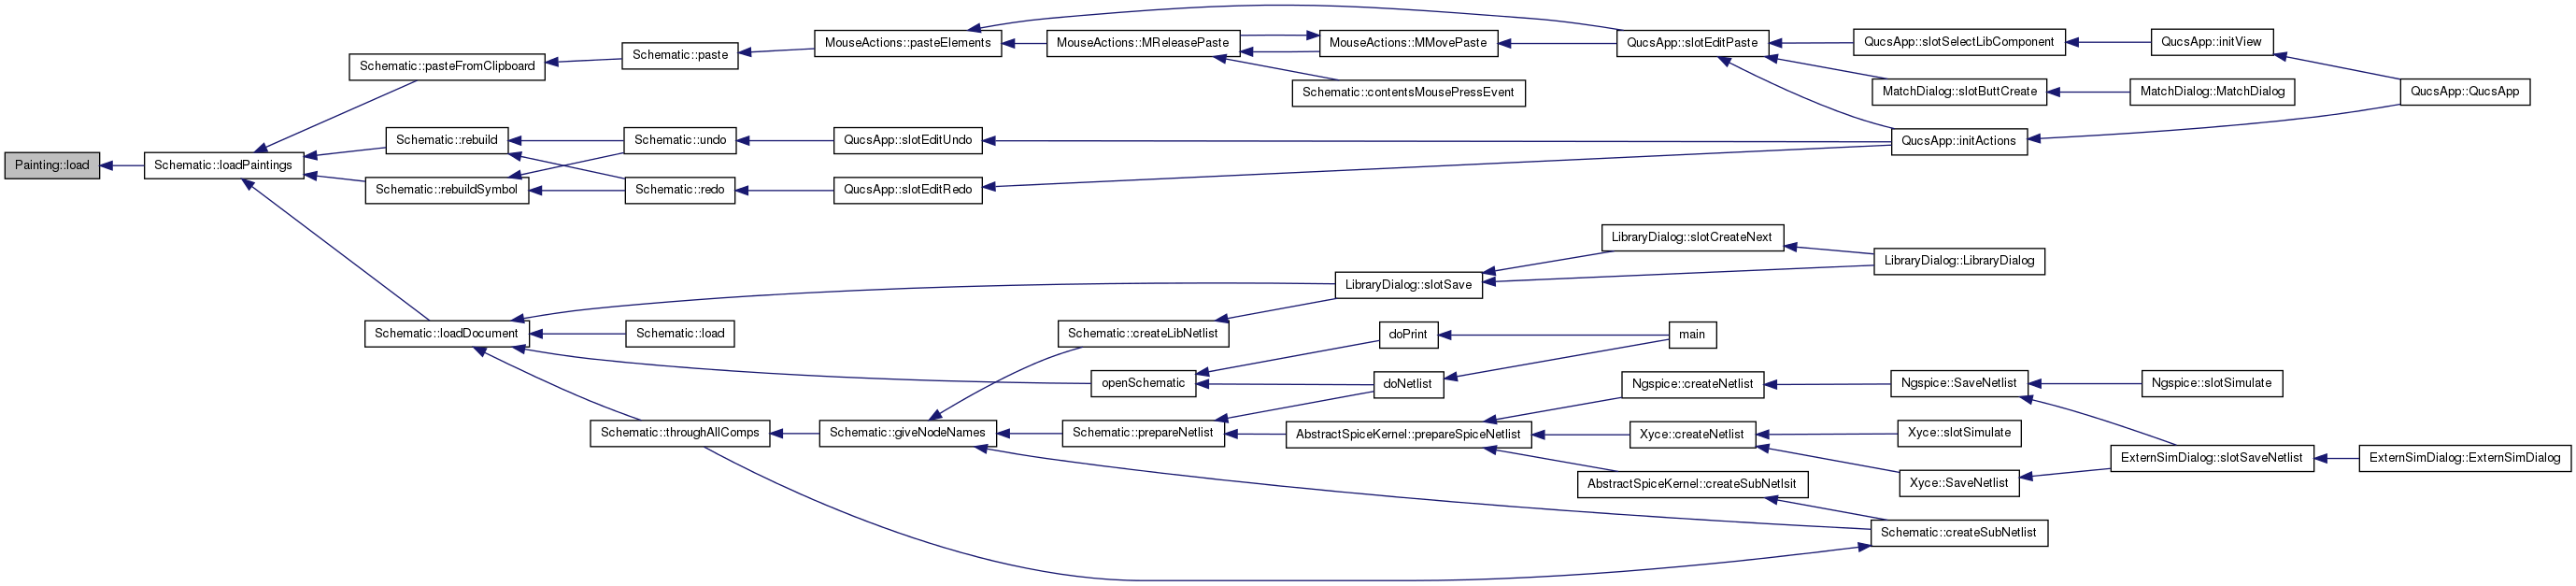 Painting::load
Schematic::loadPaintings
Schematic::pasteFromClipboard
Schematic::paste
MouseActions::pasteElements
MouseActions::MReleasePaste
MouseActions::MMovePaste
Schematic::contentsMousePressEvent
QucsApp::slotEditPaste
QucsApp::slotSelectLibComponent
QucsApp::initView
MatchDialog::slotButtCreate
MatchDialog::MatchDialog
QucsApp::QucsApp
Schematic::rebuild
Schematic::undo
QucsApp::slotEditUndo
QucsApp::initActions
Schematic::rebuildSymbol
Schematic::redo
QucsApp::slotEditRedo
LibraryDialog::slotCreateNext
LibraryDialog::LibraryDialog
LibraryDialog::slotSave
Schematic::loadDocument
Schematic::load
Schematic::createLibNetlist
doPrint
main
openSchematic
doNetlist
Ngspice::createNetlist
Ngspice::SaveNetlist
Ngspice::slotSimulate
Schematic::throughAllComps
Schematic::giveNodeNames
Schematic::prepareNetlist
AbstractSpiceKernel::prepareSpiceNetlist
Xyce::createNetlist
Xyce::slotSimulate
ExternSimDialog::slotSaveNetlist
ExternSimDialog::ExternSimDialog
AbstractSpiceKernel::createSubNetlsit
Xyce::SaveNetlist
Schematic::createSubNetlist